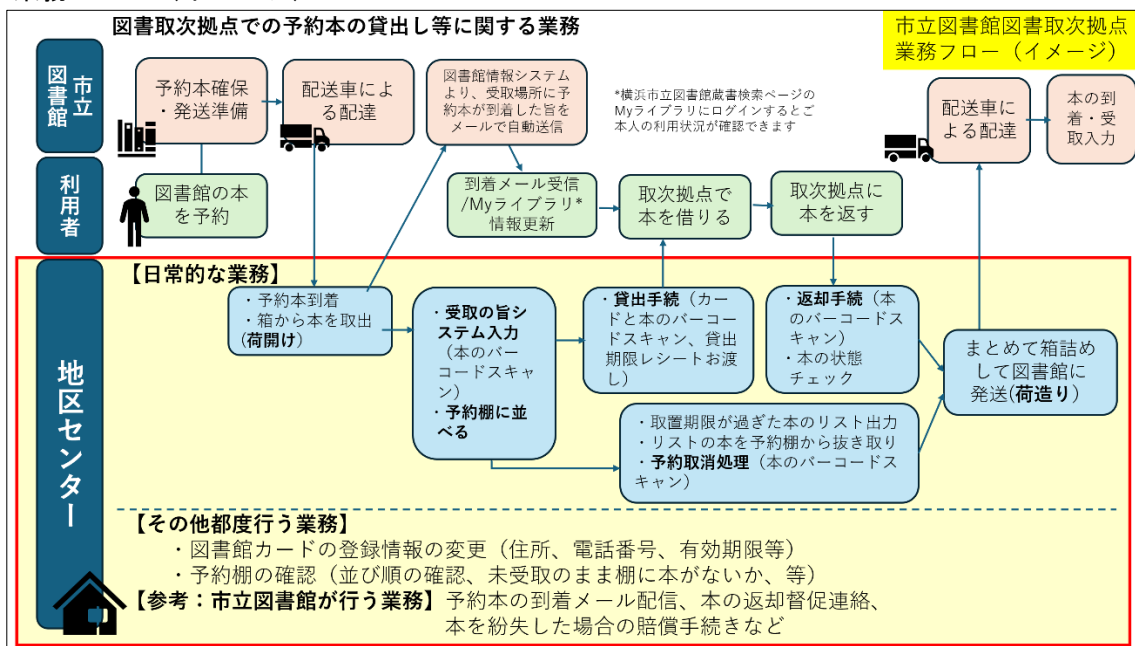 図書取次拠点での予約本の貸出し等に関する業務
市立図書館図書取次拠点
業務フロー（イメージ）
市立
図書館
予約本確保
・発送準備
配送車によ
る配達
図書館情報システム
より、受取場所に予
約本が到着した旨を
メールで自動送信
*横浜市立図書館蔵書検索ページの
Myライブラリにログインするとご
本人の利用状況が確認できます
配送車に
よる配達
本の到
着・受
取入力
利用者
図書館の本
を予約
到着メール受信
/Myライブラリ*
情報更新
取次拠点で
本を借りる
取次拠点に
本を返す
地区センター
【日常的な業務】
・予約本到着
・箱から本を取出
(荷開け)
・受取の旨シ
ステム入力
（本のバー
コードスキャ
ン）
・予約棚に並
べる
・貸出手続（カー
ドと本のバーコー
ドスキャン、貸出
期限レシートお渡
し）
・返却手続（本
のバーコードス
キャン）
・本の状態
チェック
まとめて箱詰め
して図書館に
発送(荷造り)
・取置期限が過ぎた本のリスト出力
・リストの本を予約棚から抜き取り
・予約取消処理（本のバーコードス
キャン）
【その他都度行う業務】
・図書館カードの登録情報の変更（住所、電話番号、有効期限等）
・予約棚の確認（並び順の確認、未受取のまま棚に本がないか、等）
【参考：市立図書館が行う業務】予約本の到着メール配信、本の返却督促連絡、
本を紛失した場合の賠償手続きなど